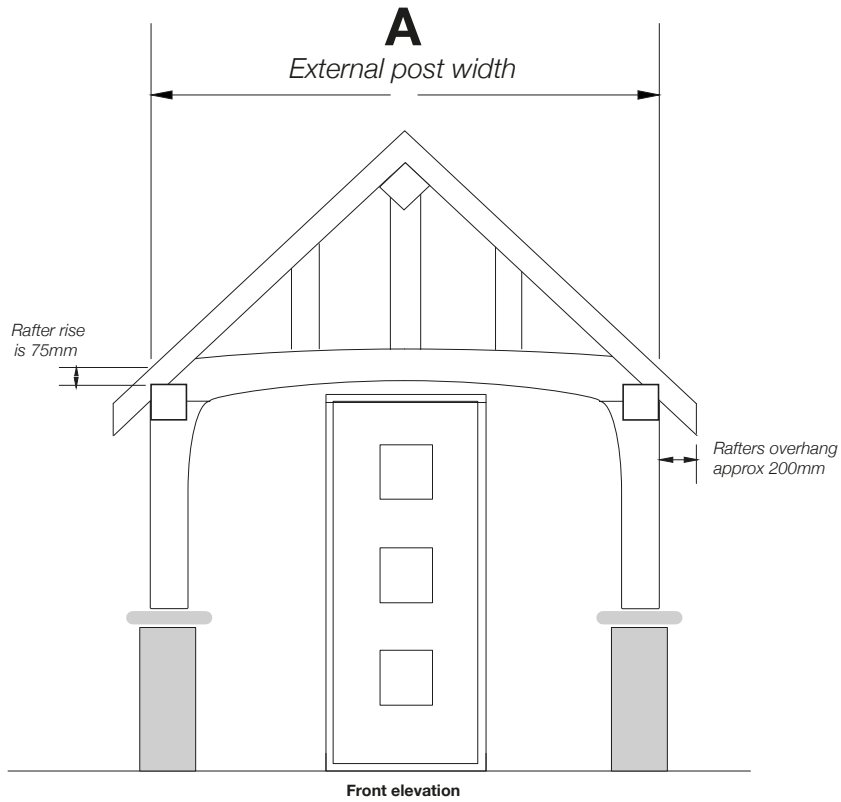 A
External post width
Rafter rise
is 75mm
Rafters overhang
approx 200mm
Front elevation